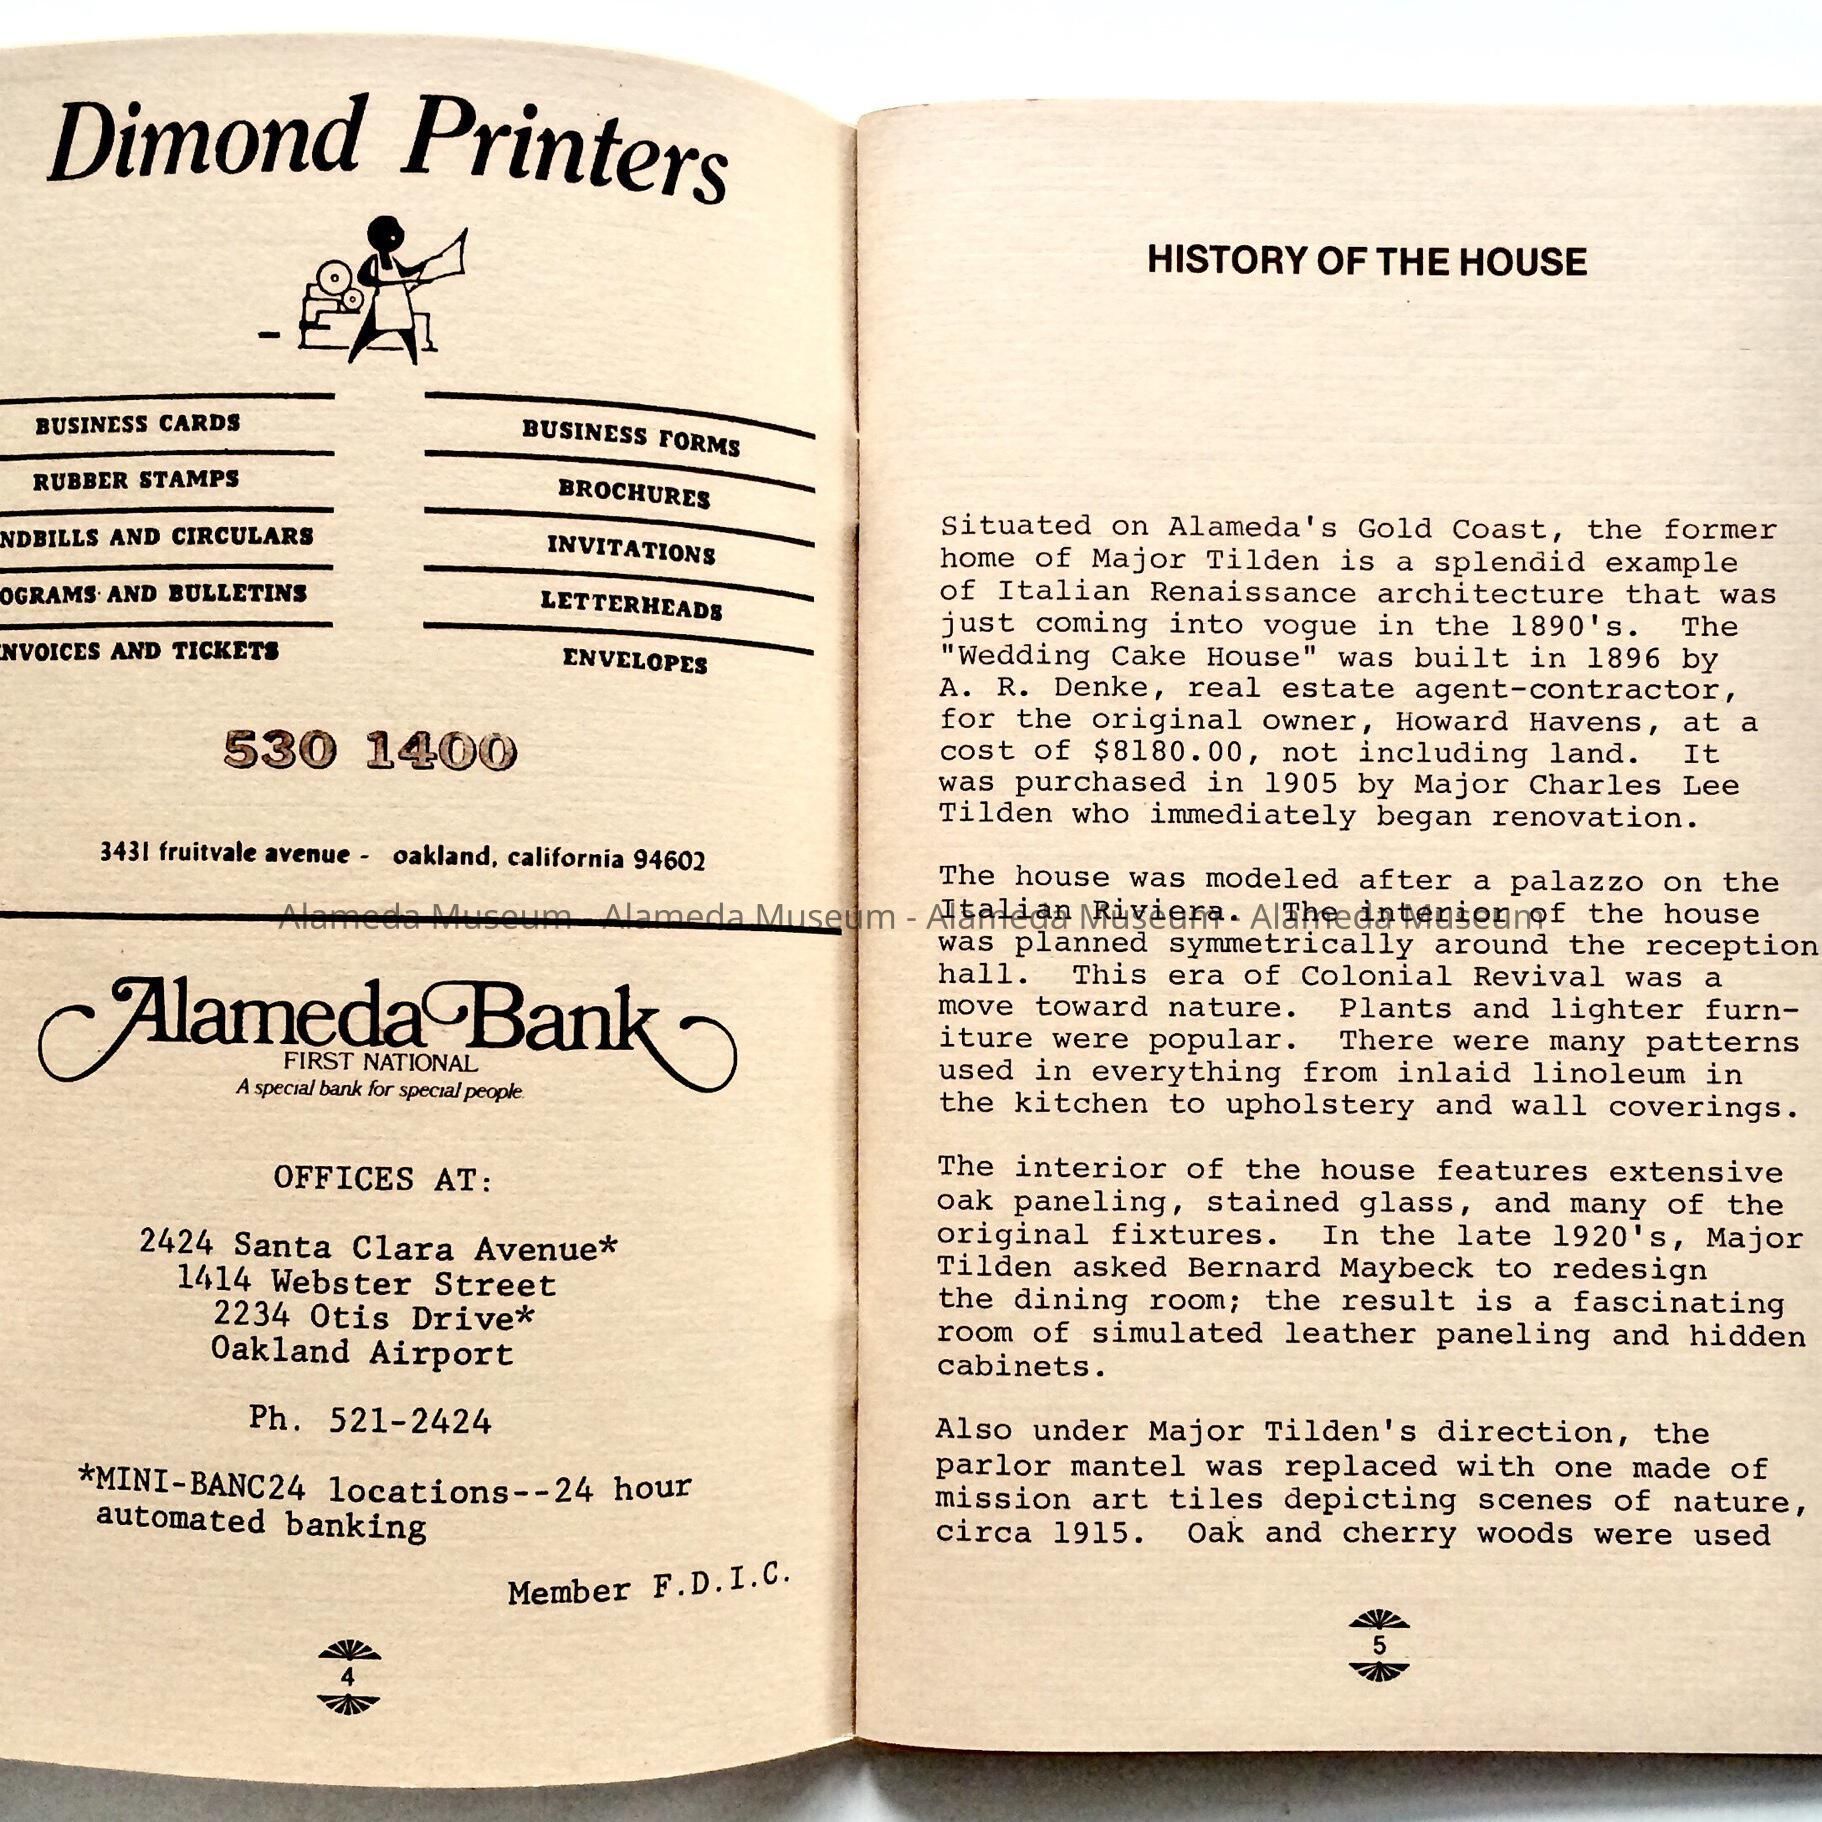 Dimond Printers
BUSINESS CARDS
RUBBER STAMPS
NDBILLS AND CIRCULARS
OGRAMS AND BULLETINS
NVOICES AND TICKETS
BUSINESS FORMS
BROCHURES
INVITATIONS
LETTERHEADS
ENVELOPES
530 1400
3431 fruitvale avenue - oakland, california 94602
Alameda Bank
FIRST NATIONAL
A special bank for special people.
OFFICES AT:
2424 Santa Clara Avenue*
1414 Webster Street
2234 Otis Drive*
Oakland Airport
Ph. 521-2424
*MINI-BANC24 locations--24 hour
automated banking
Member F.D.I.C.
4
HISTORY OF THE HOUSE
Situated on Alameda's Gold Coast, the former
home of Major Tilden is a splendid example
of Italian Renaissance architecture that was
just coming into vogue in the 1890's. The
"Wedding Cake House" was built in 1896 by
A. R. Denke, real estate agent-contractor,
for the original owner, Howard Havens, at a
cost of $8180.00, not including land. It
was purchased in 1905 by Major Charles Lee
Tilden who immediately began renovation.
The house was modeled after a palazzo on the
Italian Riviera. The interior of the house
was planned symmetrically around the reception
hall. This era of Colonial Revival was a
move toward nature. Plants and lighter furn-
iture were popular. There were many patterns
used in everything from inlaid linoleum in
the kitchen to upholstery and wall coverings.
The interior of the house features extensive
oak paneling, stained glass, and many of the
original fixtures. In the late 1920's, Major
Tilden asked Bernard Maybeck to redesign
the dining room; the result is a fascinating
room of simulated leather paneling and hidden
cabinets.
Also under Major Tilden's direction, the
parlor mantel was replaced with one made of
mission art tiles depicting scenes of nature,
circa 1915. Oak and cherry woods were used
5
Alameda Museum - Alameda Museum - Alameda Museum - Alameda Museum